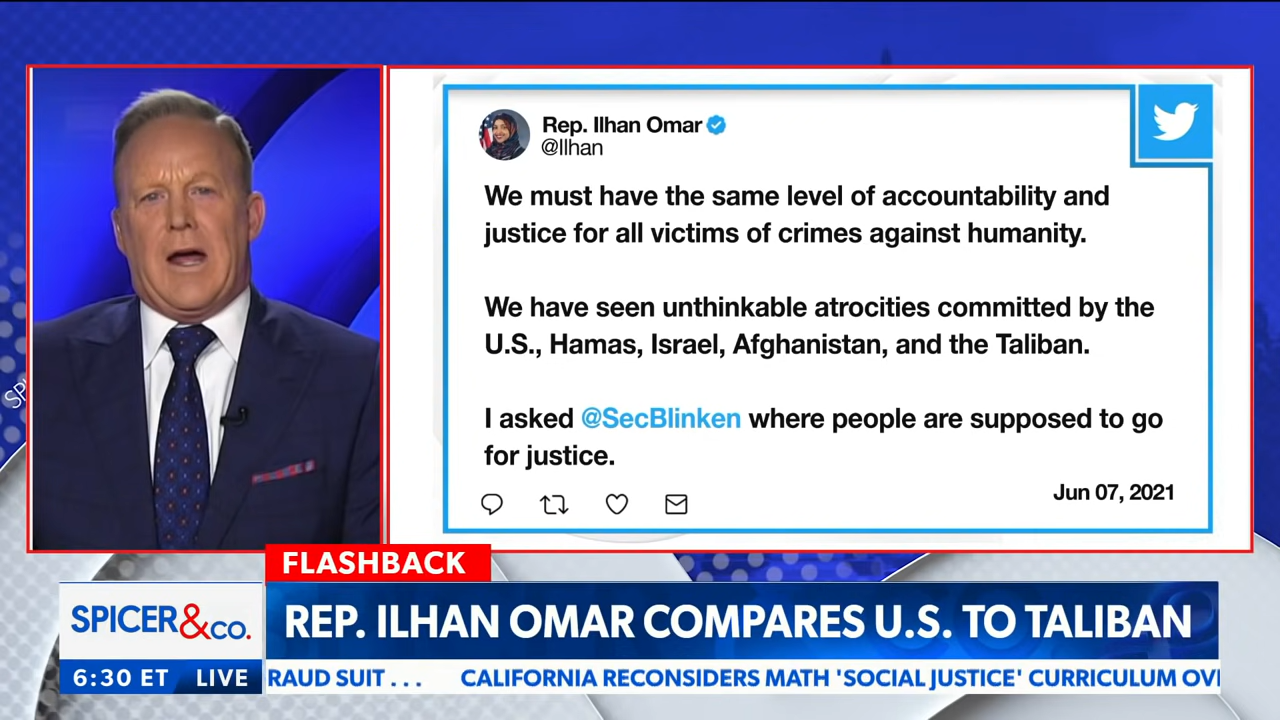 Rep. Ilhan Omar
@Ilhan
We must have the same level of accountability and
justice for all victims of crimes against humanity.
We have seen unthinkable atrocities committed by the
U.S., Hamas, Israel, Afghanistan, and the Taliban.
I asked @SecBlinken where people are supposed to go
for justice.
Jun 07, 2021
SP
FLASHBACK
SPICER&CO.
REP. ILHAN OMAR COMPARES U.S. TO TALIBAN
6:30 ET LIVE
RAUD SUIT... CALIFORNIA RECONSIDERS MATH 'SOCIAL JUSTICE' CURRICULUM OV